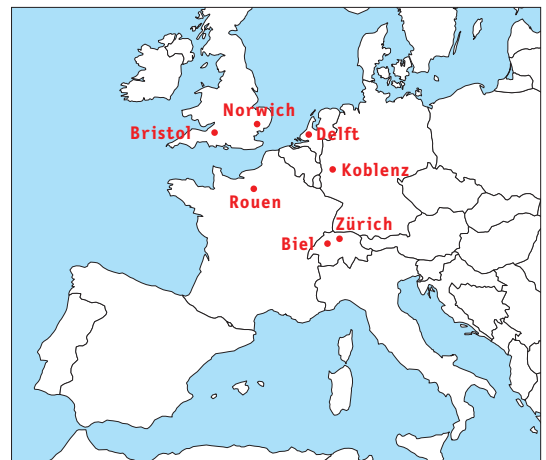 Norwich
Bristol
Delft
Koblenz
Rouen
Zürich
Biel